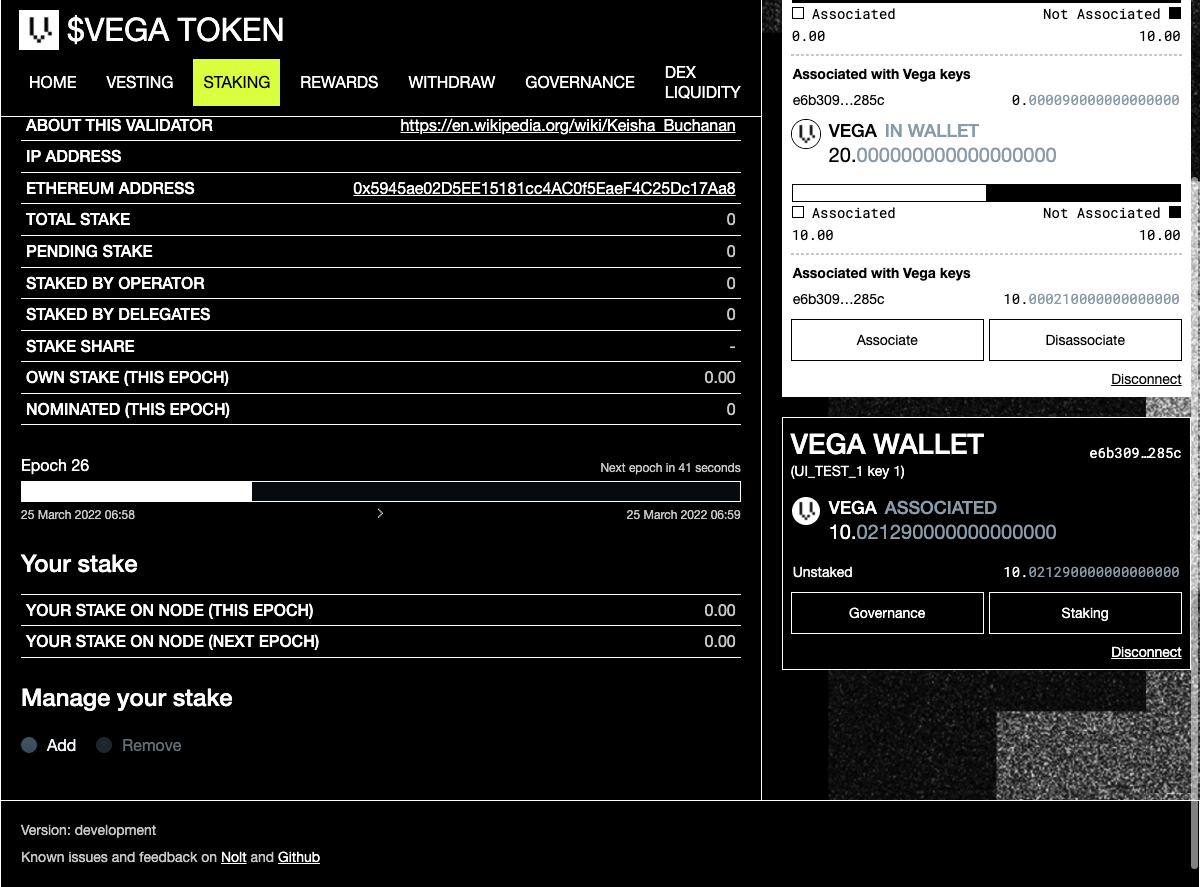 $VEGA TOKEN
HOME VESTING STAKING REWARDS WITHDRAW GOVERNANCE DEX LIQUIDITY
ABOUT THIS VALIDATOR https://en.wikipedia.org/wiki/Keisha_Buchanan
IP ADDRESS
ETHEREUM ADDRESS 0x5945ae02D5EE15181cc4AC0f5EaeF4C25Dc17Aa8
TOTAL STAKE 0
PENDING STAKE 0
STAKED BY OPERATOR 0
STAKED BY DELEGATES 0
STAKE SHARE -
OWN STAKE (THIS EPOCH) 0.00
NOMINATED (THIS EPOCH) 0
Epoch 26 Next epoch in 41 seconds
25 March 2022 06:58 25 March 2022 06:59
Your stake
YOUR STAKE ON NODE (THIS EPOCH) 0.00
YOUR STAKE ON NODE (NEXT EPOCH) 0.00
Manage your stake
Add Remove
Associated Not Associated
0.00 10.00
Associated with Vega keys
e6b309…285c 0.000090000000000000
VEGA IN WALLET
20.000000000000000000
Associated Not Associated
10.00 10.00
Associated with Vega keys
e6b309…285c 10.000210000000000000
Associate Disassociate
Disconnect
VEGA WALLET e6b309…285c
(UI_TEST_1 key 1)
VEGA ASSOCIATED
10.021290000000000000
Unstaked 10.021290000000000000
Governance Staking
Disconnect
Version: development
Known issues and feedback on Nolt and Github